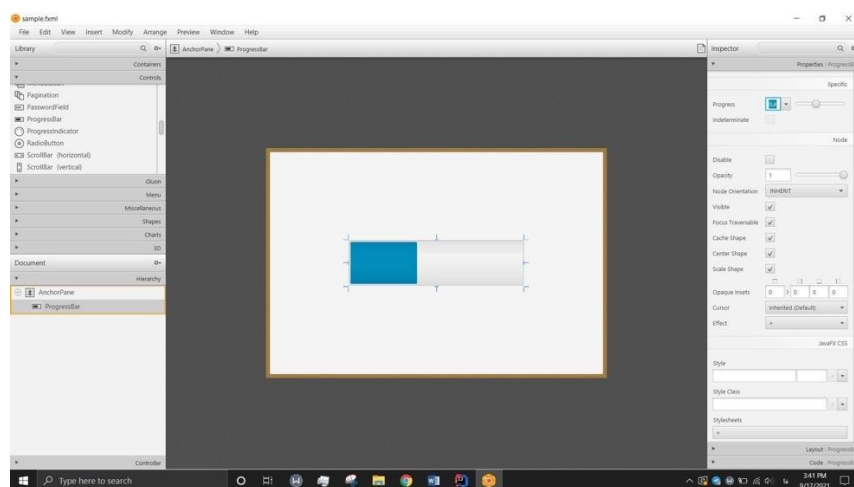 sample.fxml
File Edit View Insert Modify Arrange Preview Window Help
Library
AnchorPane ProgressBar
Inspector
Containers
Controls
Pagination
PasswordField
ProgressBar
ProgressIndicator
RadioButton
ScrollBar (horizontal)
ScrollBar (vertical)
Gluon
Menu
Miscellaneous
Shapes
Charts
3D
Document
Hierarchy
AnchorPane
ProgressBar
Controller
Properties : ProgressB
Specific
Progress
Indeterminate
Node
Disable
Opacity 1
Node Orientation INHERIT
Visible
Focus Traversable
Cache Shape
Center Shape
Scale Shape
Opaque Insets 0 0 0 0
Cursor Inherited (Default)
Effect +
JavaFX CSS
Style
Style Class
Stylesheets
+
Layout : ProgressB
Code : ProgressB
Type here to search
3:41 PM
9/17/2021